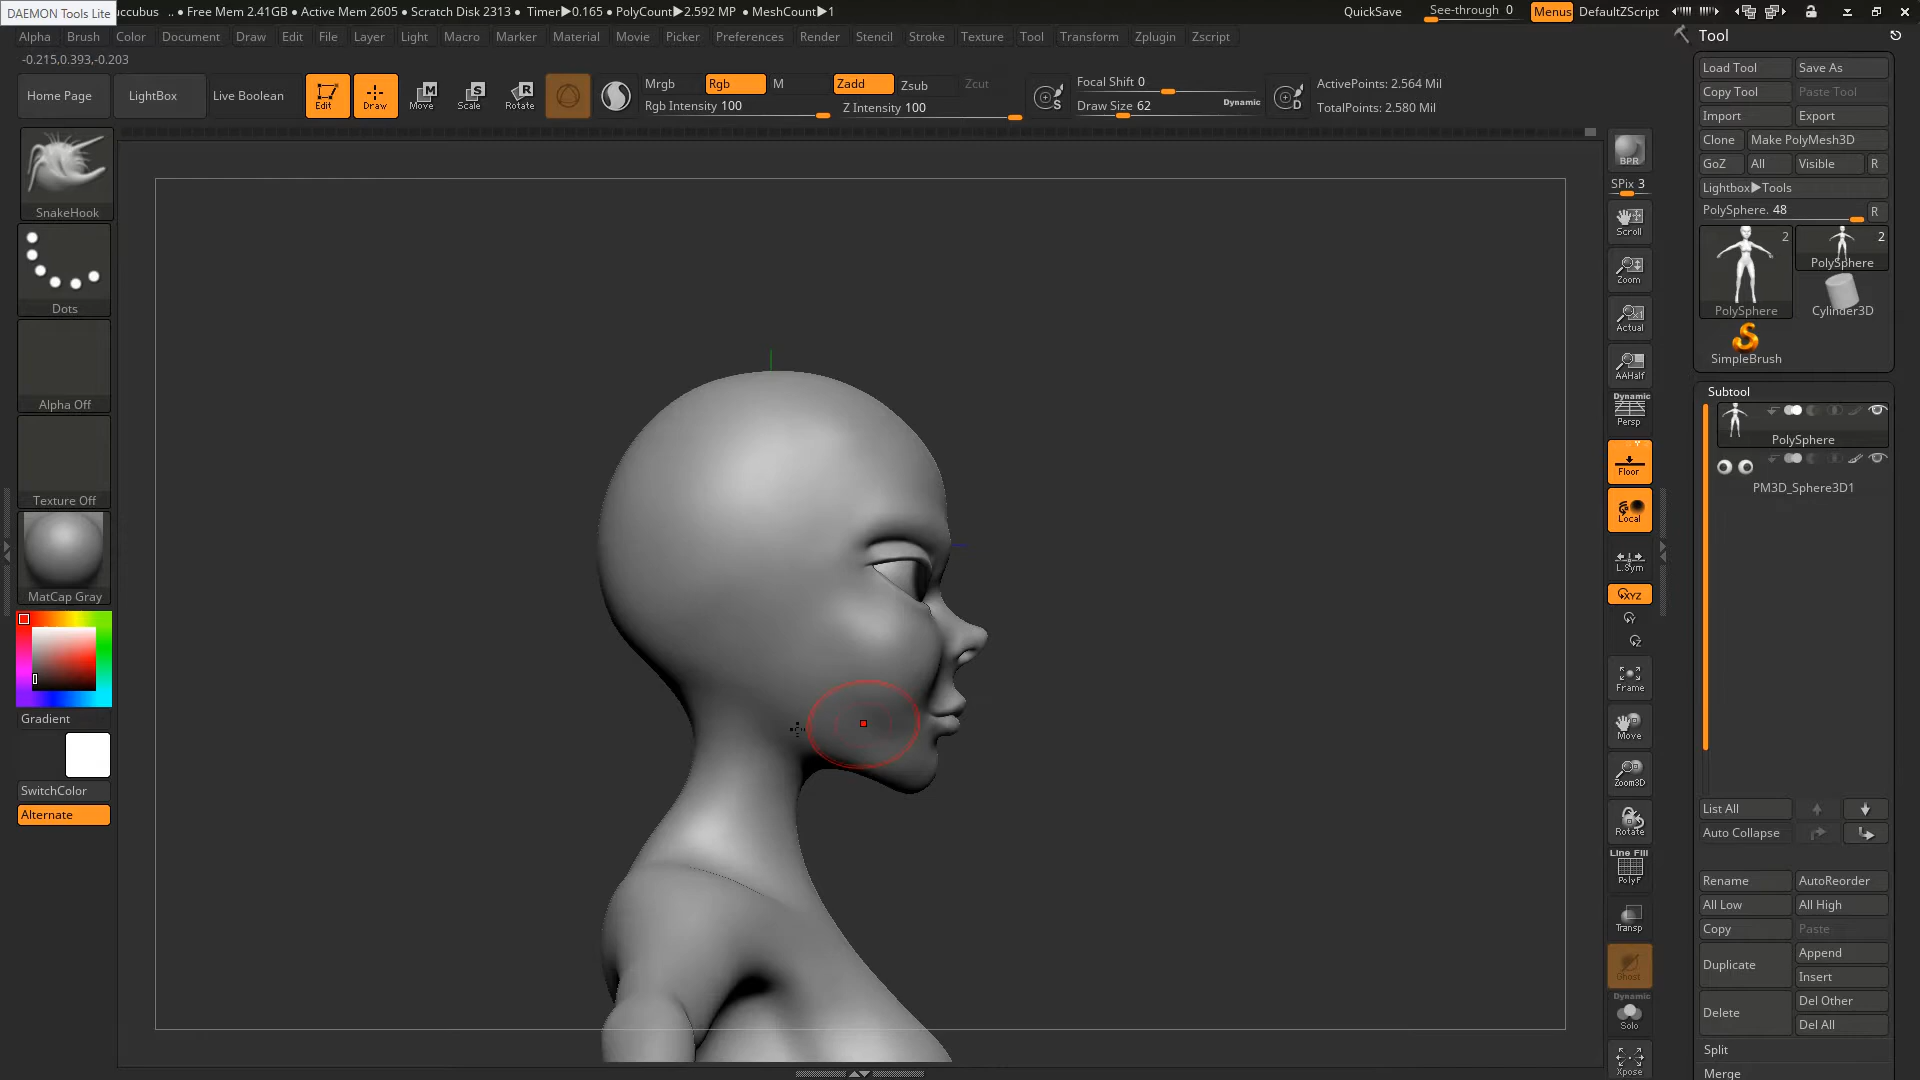 DAEMON Tools Lite
uccubus .. ● Free Mem 2.41GB ● Active Mem 2605 ● Scratch Disk 2313 ● Timer▶0.165 ● PolyCount▶2.592 MP ● MeshCount▶1
QuickSave See-through 0 Menus DefaultZScript
Alpha Brush Color Document Draw Edit File Layer Light Macro Marker Material Movie Picker Preferences Render Stencil Stroke Texture Tool Transform Zplugin Zscript
Tool
-0.215,0.393,-0.203
Load Tool Save As
Copy Tool Paste Tool
Import Export
Clone Make PolyMesh3D
GoZ All Visible R
Lightbox▶Tools
PolySphere. 48 R
2 2
PolySphere
PolySphere Cylinder3D
SimpleBrush
Home Page LightBox Live Boolean
Edit Draw Move Scale Rotate
Mrgb Rgb M Zadd Zsub Zcut
Rgb Intensity 100 Z Intensity 100
S
Focal Shift 0
Draw Size 62 Dynamic
D
ActivePoints: 2.564 Mil
TotalPoints: 2.580 Mil
SnakeHook
Dots
Alpha Off
Texture Off
MatCap Gray
Gradient
SwitchColor
Alternate
BPR
SPix 3
Scroll
Zoom
Actual
AAHalf
Dynamic
Persp
Floor
Local
L.Sym
XYZ
Y
Z
Frame
Move
Zoom3D
Rotate
Line Fill
PolyF
Transp
Ghost
Dynamic
Solo
Xpose
Subtool
PolySphere
PM3D_Sphere3D1
List All
Auto Collapse
Rename AutoReorder
All Low All High
Copy Paste
Duplicate Append
Insert
Delete Del Other
Del All
Split
Merge